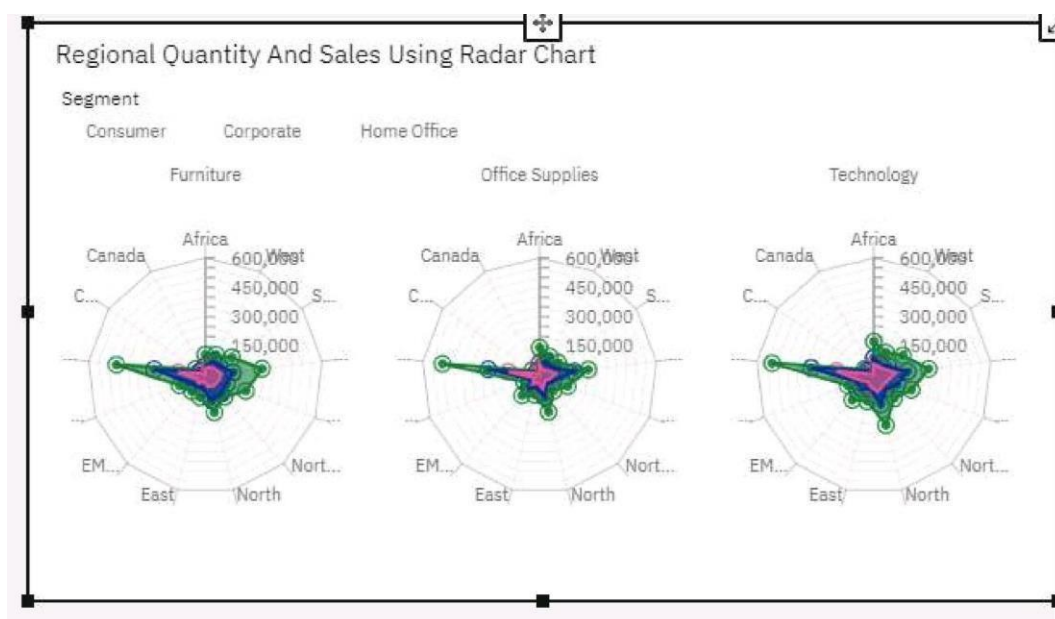 Regional Quantity And Sales Using Radar Chart
Segment
Consumer Corporate Home Office
Furniture Office Supplies Technology
Africa Africa Africa
Canada 600,000 West Canada 600,000 West Canada 600,000 West
C... 450,000 S... C... 450,000 S... C... 450,000 S...
300,000 300,000 300,000
150,000 150,000 150,000
... ... ... ... ... ...
... ... ... ... ... ...
EM... Nort... EM... Nort... EM... Nort...
East North East North East North